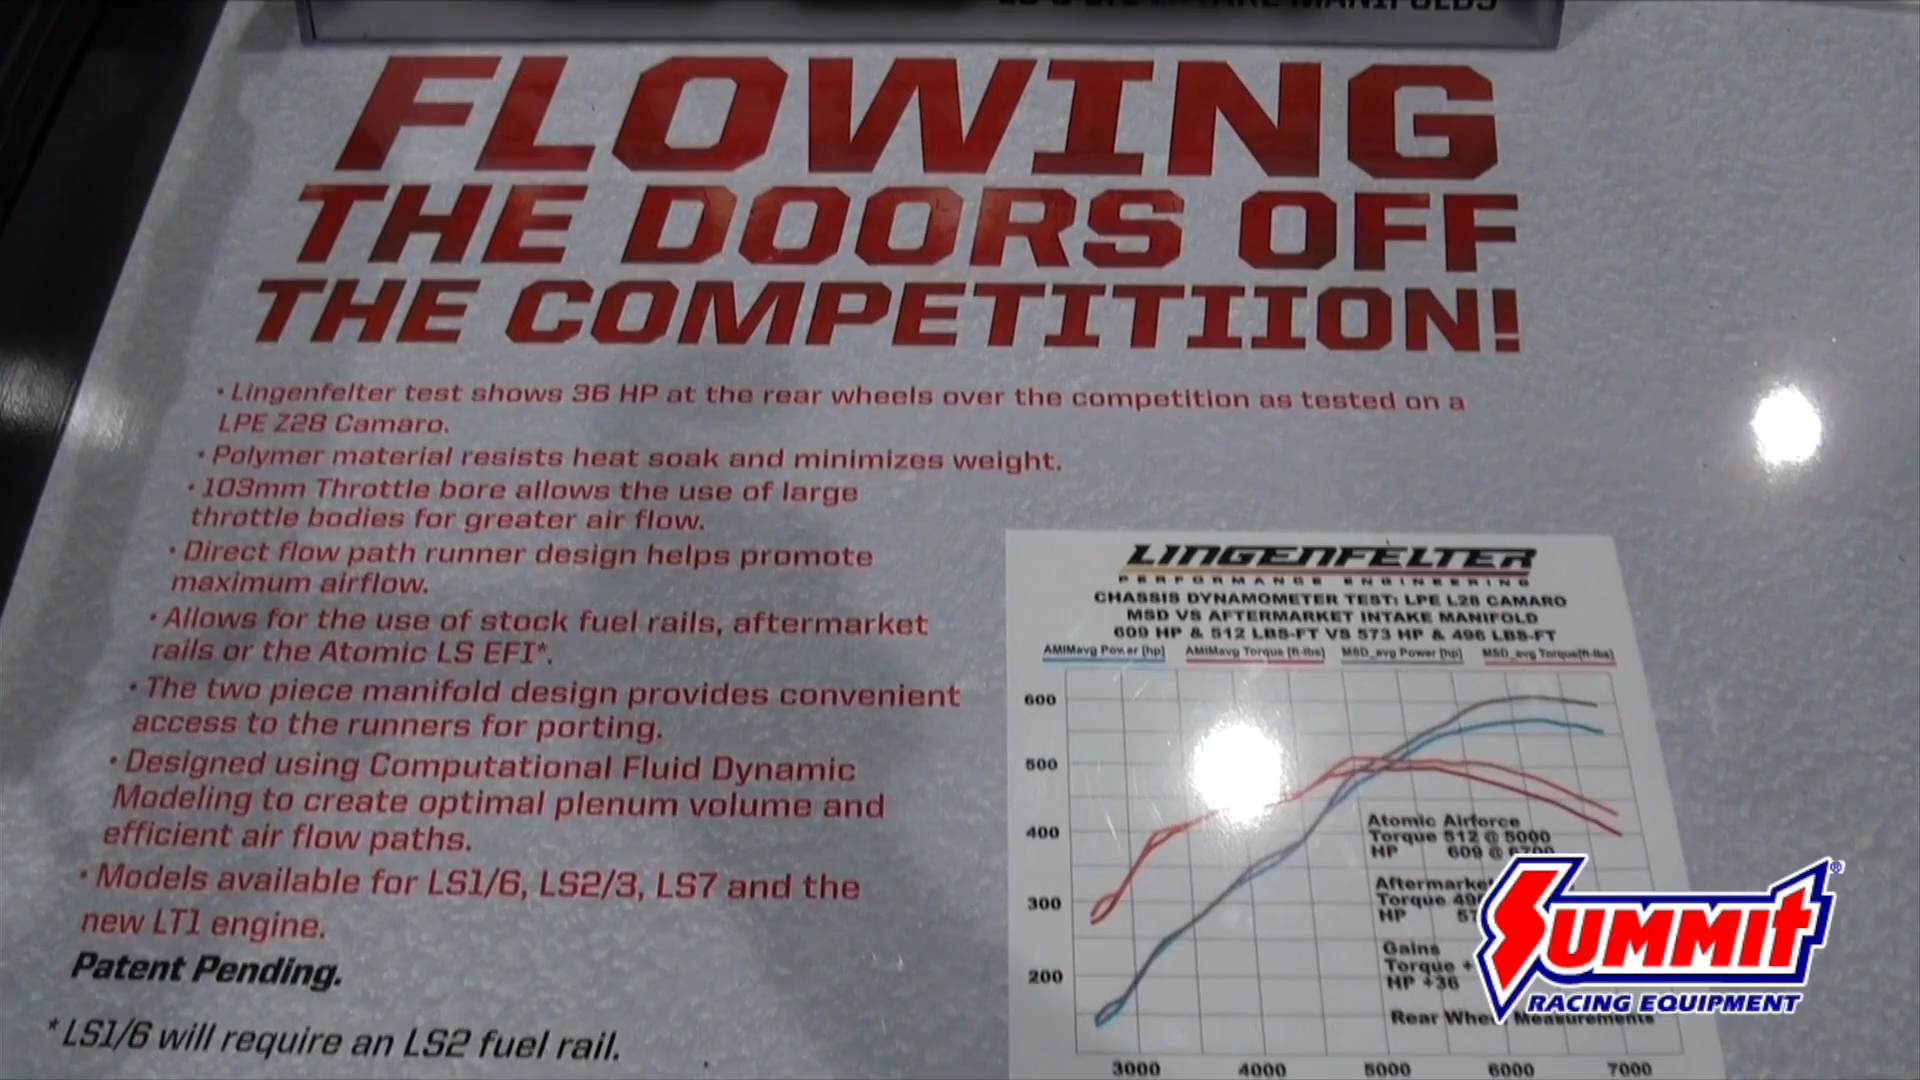 INTAKE MANIFOLDS
FLOWING
THE DOORS OFF
THE COMPETITIION!
• Lingenfelter test shows 36 HP at the rear wheels over the competition as tested on a
LPE Z28 Camaro.
• Polymer material resists heat soak and minimizes weight.
• 103mm Throttle bore allows the use of large
throttle bodies for greater air flow.
• Direct flow path runner design helps promote
maximum airflow.
• Allows for the use of stock fuel rails, aftermarket
rails or the Atomic LS EFI*.
• The two piece manifold design provides convenient
access to the runners for porting.
• Designed using Computational Fluid Dynamic
Modeling to create optimal plenum volume and
efficient air flow paths.
• Models available for LS1/6, LS2/3, LS7 and the
new LT1 engine.
Patent Pending.
*LS1/6 will require an LS2 fuel rail.
LINGENFELTER
PERFORMANCE ENGINEERING
CHASSIS DYNAMOMETER TEST: LPE L28 CAMARO
MSD VS AFTERMARKET INTAKE MANIFOLD
609 HP & 512 LBS-FT VS 573 HP & 496 LBS-FT
AMIMavg Power [hp] AMIMavg Torque [ft-lbs] MSD_avg Power [hp] MSD_avg Torque[ft-lbs]
600
500
400
300
200
3000 4000 5000 6000 7000
Atomic Airforce
Torque 512 @ 5000
HP 609 @
Torque
HP
Gains
Torque +
HP +36
Rear Measurements
SUMMIT®
RACING EQUIPMENT